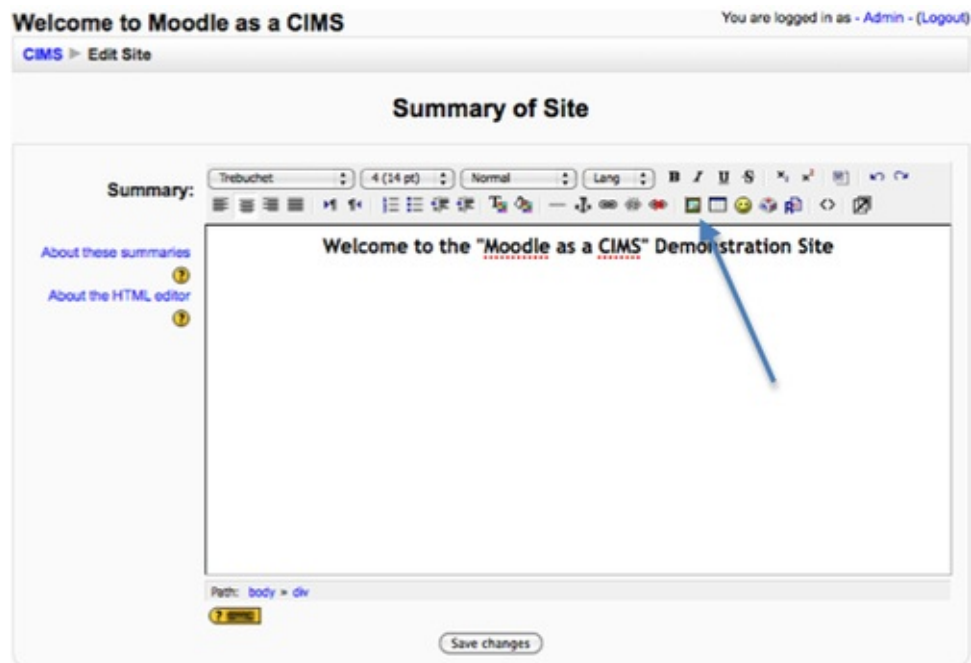 Welcome to Moodle as a CIMS
You are logged in as - Admin - (Logout)
CIMS ► Edit Site
Summary of Site
Summary:
Trebuchet 4 (14 pt) Normal Lang B I U S x₁ x²
About these summaries
?
About the HTML editor
?
Welcome to the "Moodle as a CIMS" Demonstration Site
Path: body » div
?
Save changes